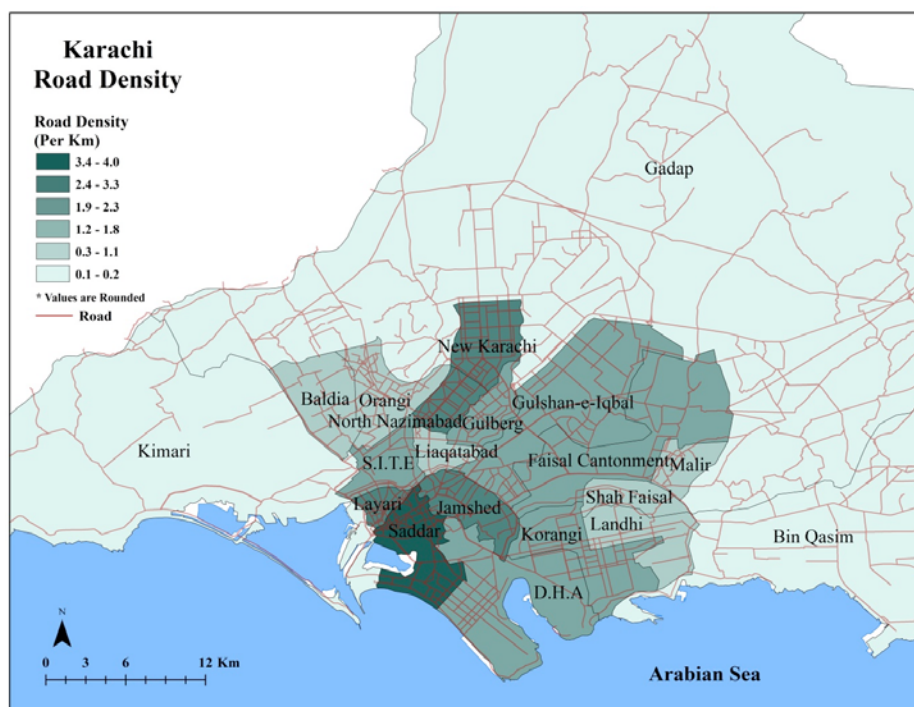 Karachi
Road Density
Road Density
(Per Km)
3.4 - 4.0
2.4 - 3.3
1.9 - 2.3
1.2 - 1.8
0.3 - 1.1
0.1 - 0.2
* Values are Rounded
Road
Gadap
New Karachi
Baldia
Orangi
Gulshan-e-Iqbal
North Nazimabad
Gulberg
Kimari
Liaqatabad
S.I.T.E
Faisal Cantonment
Malir
Layari
Shah Faisal
Jamshed
Saddar
Korangi
Landhi
Bin Qasim
D.H.A
N
0 3 6 12 Km
Arabian Sea